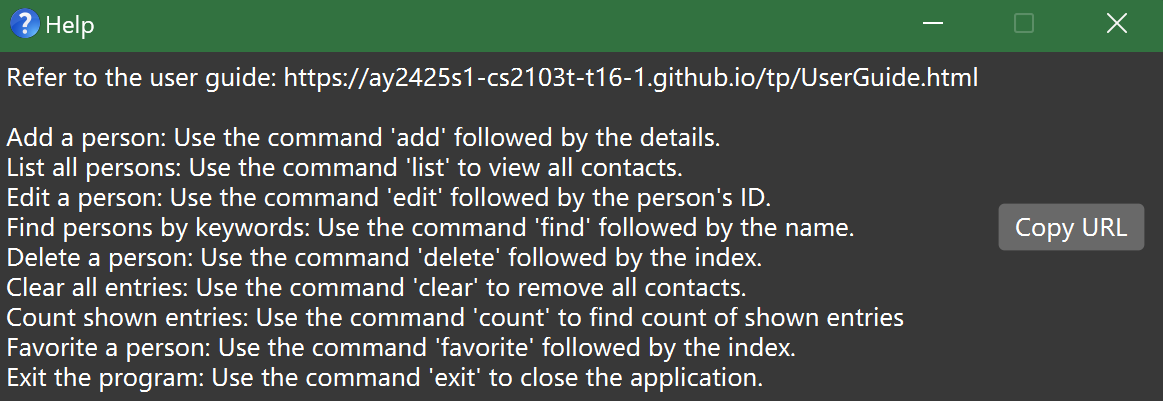 Help
Refer to the user guide: https://ay2425s1-cs2103t-t16-1.github.io/tp/UserGuide.html
Add a person: Use the command 'add' followed by the details.
List all persons: Use the command 'list' to view all contacts.
Edit a person: Use the command 'edit' followed by the person's ID.
Find persons by keywords: Use the command 'find' followed by the name.
Copy URL
Delete a person: Use the command 'delete' followed by the index.
Clear all entries: Use the command 'clear' to remove all contacts.
Count shown entries: Use the command 'count' to find count of shown entries
Favorite a person: Use the command 'favorite' followed by the index.
Exit the program: Use the command 'exit' to close the application.